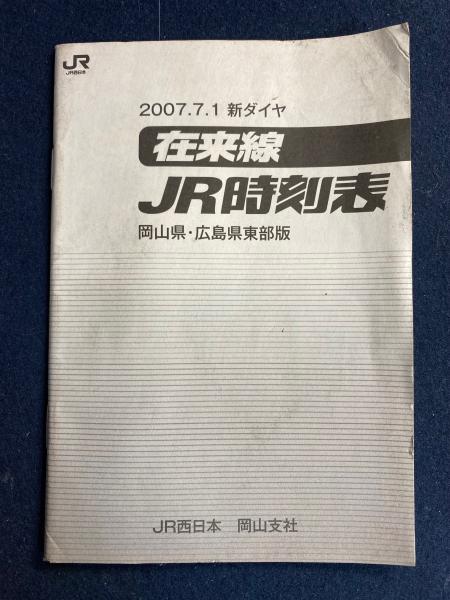 JR
JR西日本
2007.7.1 新ダイヤ
在来線
JR時刻表
岡山県・広島県東部版
JR西日本 岡山支社